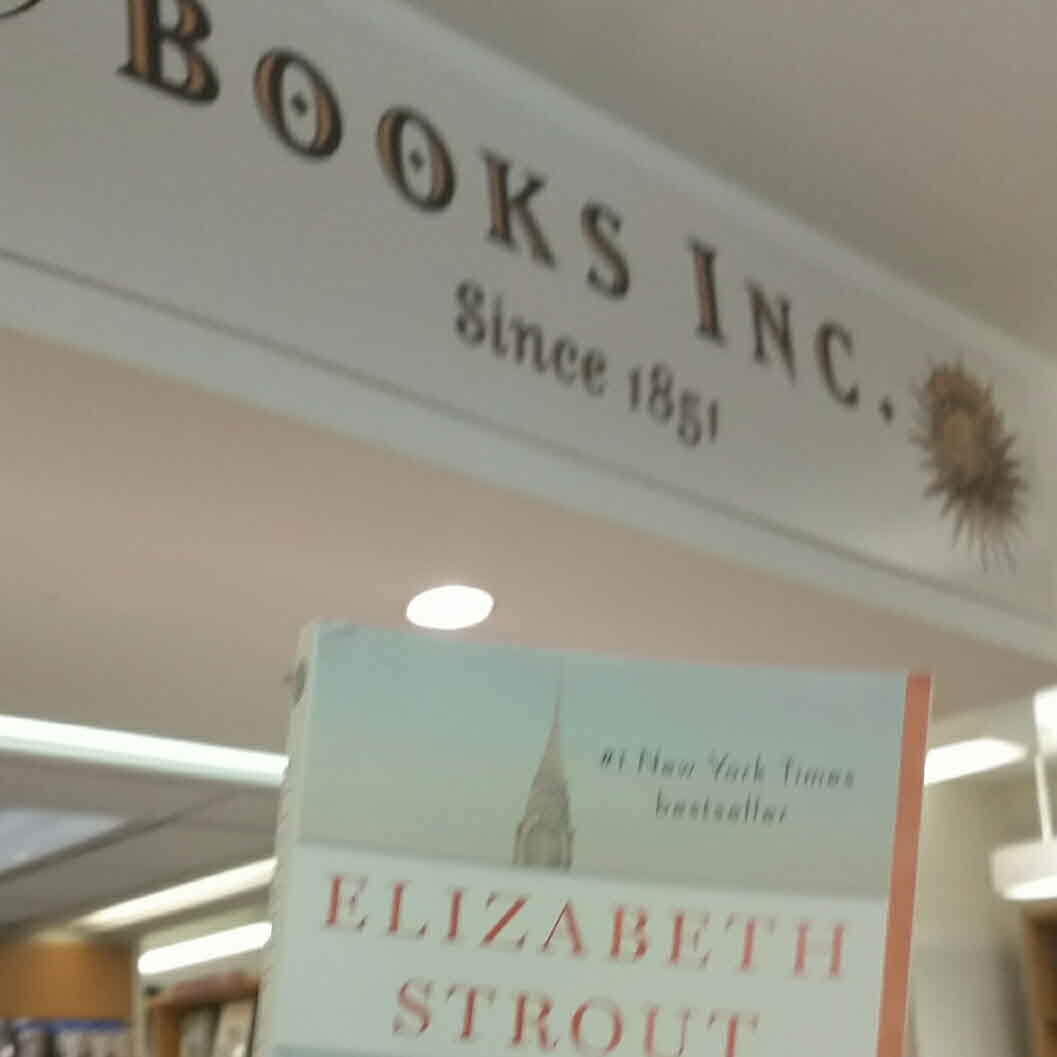 BOOKS INC.
Since 1851
#1 New York Times
bestseller
ELIZABETH
STROUT